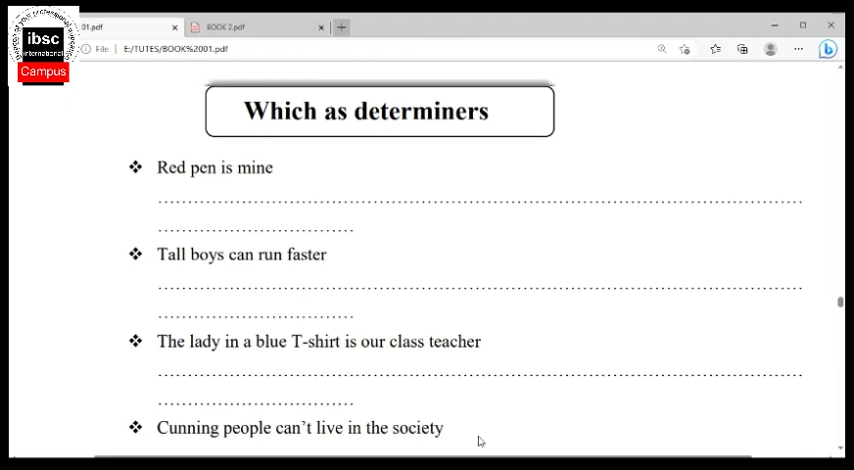 01.pdf
BOOK 2.pdf
ibsc
international
Campus
File
E:/TUTES/BOOK%2001.pdf
Which as determiners
❖ Red pen is mine
................................................................................................................
..................................
❖ Tall boys can run faster
................................................................................................................
..................................
❖ The lady in a blue T-shirt is our class teacher
................................................................................................................
..................................
❖ Cunning people can’t live in the society